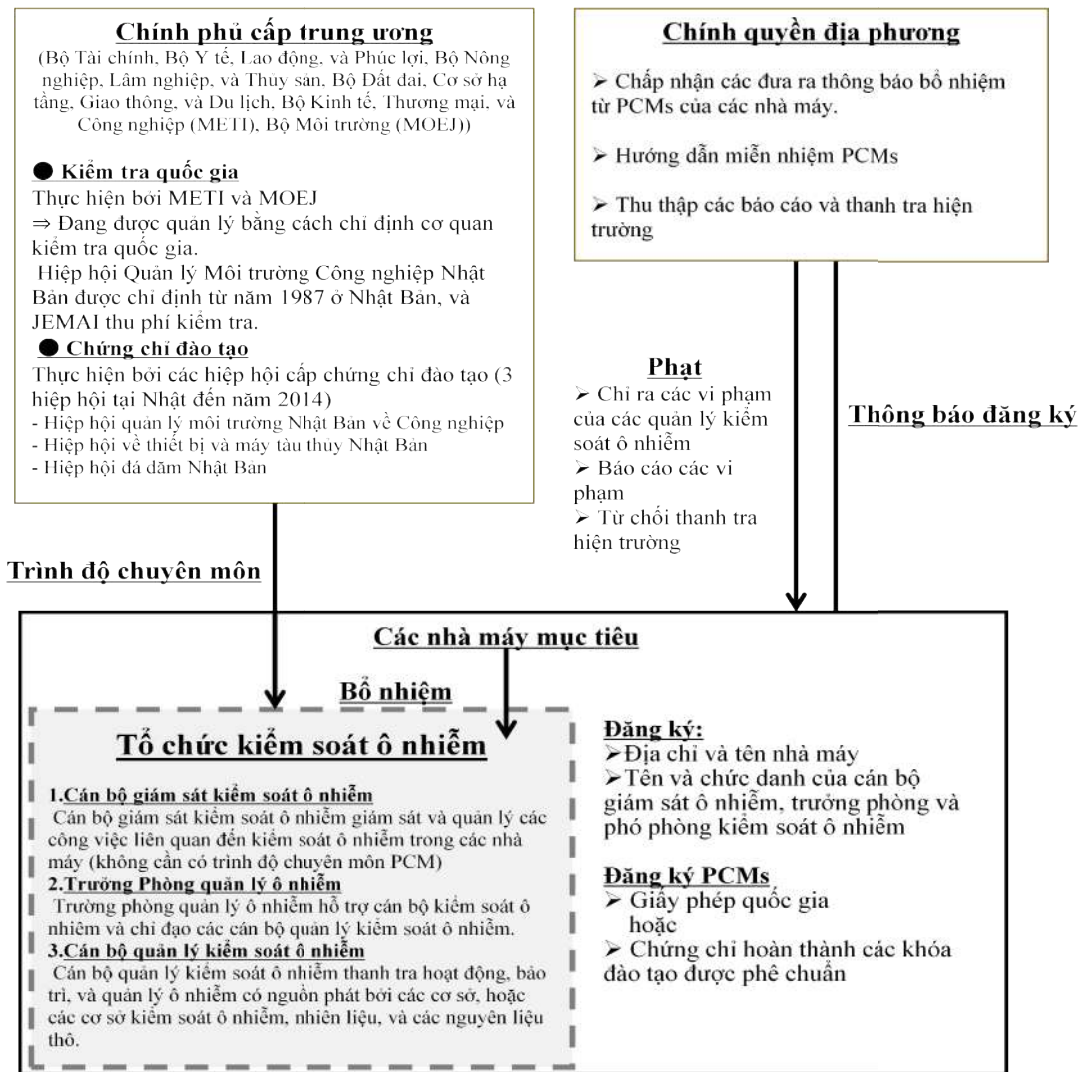 Chính phủ cấp trung ương
(Bộ Tài chính, Bộ Y tế, Lao động, và Phúc lợi, Bộ Nông
nghiệp, Lâm nghiệp, và Thủy sản, Bộ Đất đai, Cơ sở hạ
tầng, Giao thông, và Du lịch, Bộ Kinh tế, Thương mại, và
Công nghiệp (METI), Bộ Môi trường (MOEJ))
● Kiểm tra quốc gia
Thực hiện bởi METI và MOEJ
⇒ Đang được quản lý bằng cách chỉ định cơ quan
kiểm tra quốc gia.
Hiệp hội Quản lý Môi trường Công nghiệp Nhật
Bản được chỉ định từ năm 1987 ở Nhật Bản, và
JEMAI thu phí kiểm tra.
● Chứng chỉ đào tạo
Thực hiện bởi các hiệp hội cấp chứng chỉ đào tạo (3
hiệp hội tại Nhật đến năm 2014)
- Hiệp hội quản lý môi trường Nhật Bản về Công nghiệp
- Hiệp hội về thiết bị và máy tàu thủy Nhật Bản
- Hiệp hội đá dăm Nhật Bản
Chính quyền địa phương
➢ Chấp nhận các đưa ra thông báo bổ nhiệm
từ PCMs của các nhà máy.
➢ Hướng dẫn miễn nhiệm PCMs
➢ Thu thập các báo cáo và thanh tra hiện
trường
Phạt
➢ Chỉ ra các vi phạm
của các quản lý kiểm
soát ô nhiễm
➢ Báo cáo các vi
phạm
➢ Từ chối thanh tra
hiện trường
Thông báo đăng ký
Trình độ chuyên môn
Các nhà máy mục tiêu
Bổ nhiệm
Tổ chức kiểm soát ô nhiễm
1.Cán bộ giám sát kiểm soát ô nhiễm
Cán bộ giám sát kiểm soát ô nhiễm giám sát và quản lý các
công việc liên quan đến kiểm soát ô nhiễm trong các nhà
máy (không cần có trình độ chuyên môn PCM)
2.Trưởng Phòng quản lý ô nhiễm
Trường phòng quản lý ô nhiễm hỗ trợ cán bộ kiểm soát ô
nhiêm và chỉ đạo các cán bộ quản lý kiểm soát ô nhiễm.
3.Cán bộ quản lý kiểm soát ô nhiễm
Cán bộ quản lý kiểm soát ô nhiễm thanh tra hoạt động, bảo
trì, và quản lý ô nhiễm có nguồn phát bởi các cơ sở, hoặc
các cơ sở kiểm soát ô nhiễm, nhiên liệu, và các nguyên liệu
thô.
Đăng ký:
➢Địa chỉ và tên nhà máy
➢Tên và chức danh của cán bộ
giám sát ô nhiễm, trưởng phòng và
phó phòng kiểm soát ô nhiễm
Đăng ký PCMs
➢ Giấy phép quốc gia
hoặc
➢ Chứng chỉ hoàn thành các khóa
đào tạo được phê chuẩn